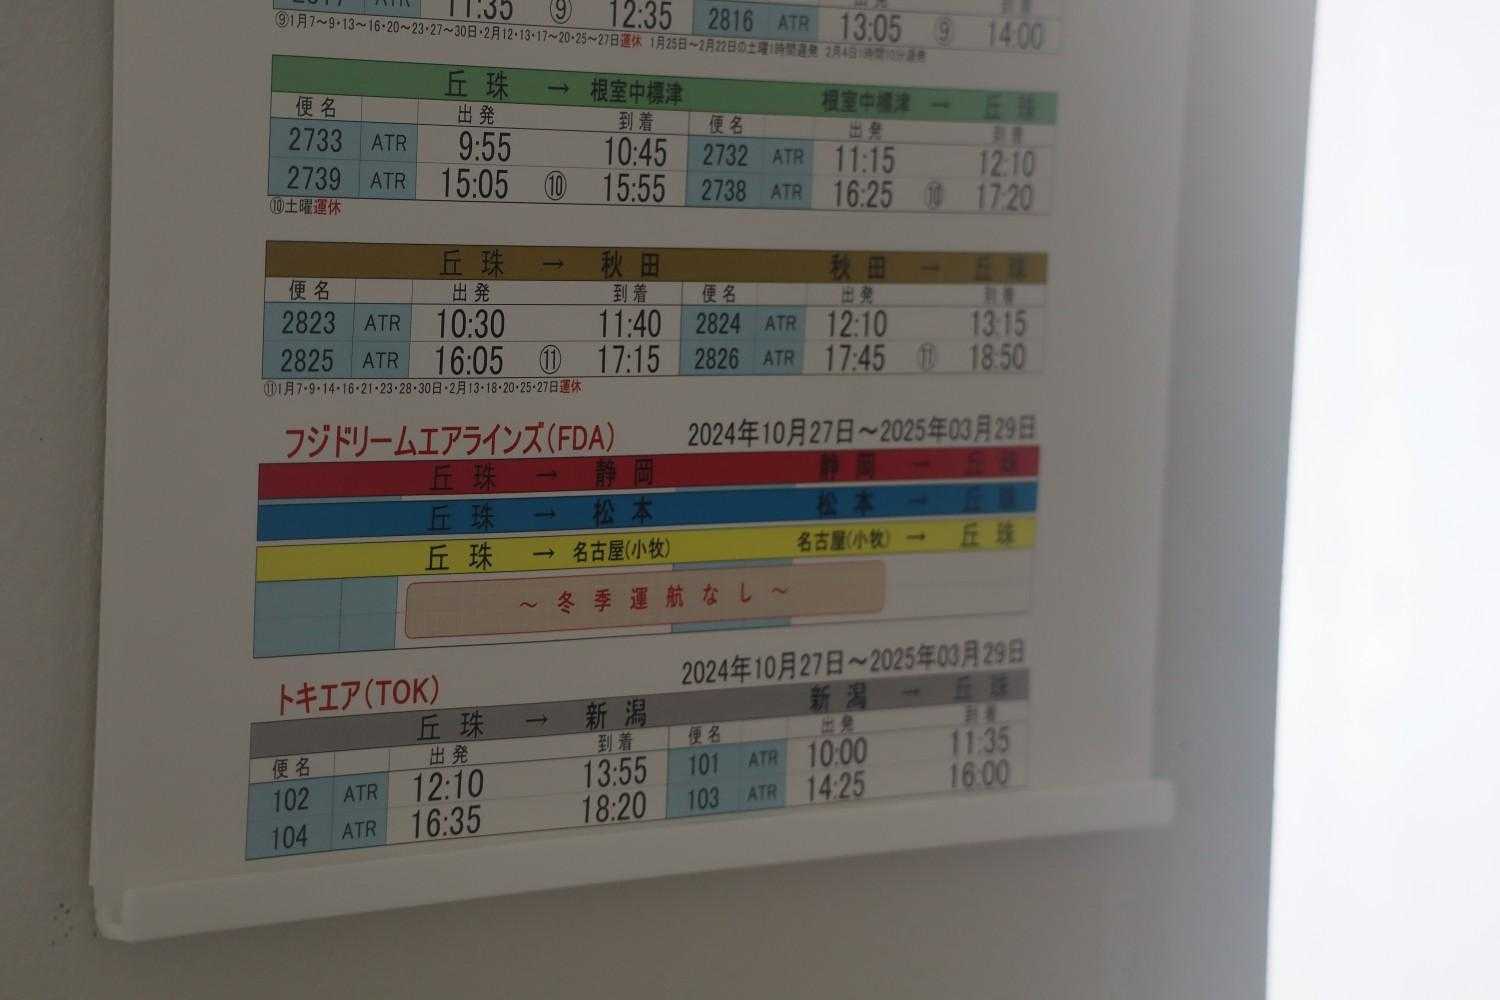 11:35 ⑨ 12:35 2816 ATR 13:05 ⑨ 14:00
⑨1月7～9・13～16・20～23・27～30日・2月12・13・17～20・25～27日運休 1月25日～2月22日の土曜1時間遅発 2月4日1時間10分遅発
丘珠 → 根室中標津 根室中標津 → 丘珠
便名 出発 到着 便名 出発 到着
2733 ATR 9:55 10:45 2732 ATR 11:15 12:10
2739 ATR 15:05 ⑩ 15:55 2738 ATR 16:25 ⑩ 17:20
⑩土曜運休
丘珠 → 秋田 秋田 → 丘珠
便名 出発 到着 便名 出発 到着
2823 ATR 10:30 11:40 2824 ATR 12:10 13:15
2825 ATR 16:05 ⑪ 17:15 2826 ATR 17:45 ⑪ 18:50
⑪1月7・9・14・16・21・23・28・30日・2月13・18・20・25・27日運休
フジドリームエアラインズ(FDA) 2024年10月27日～2025年03月29日
丘珠 → 静岡 静岡 → 丘珠
丘珠 → 松本 松本 → 丘珠
丘珠 → 名古屋(小牧) 名古屋(小牧) → 丘珠
～冬季運航なし～
トキエア(TOK) 2024年10月27日～2025年03月29日
丘珠 → 新潟 新潟 → 丘珠
便名 出発 到着 便名 出発 到着
102 ATR 12:10 13:55 101 ATR 10:00 11:35
104 ATR 16:35 18:20 103 ATR 14:25 16:00